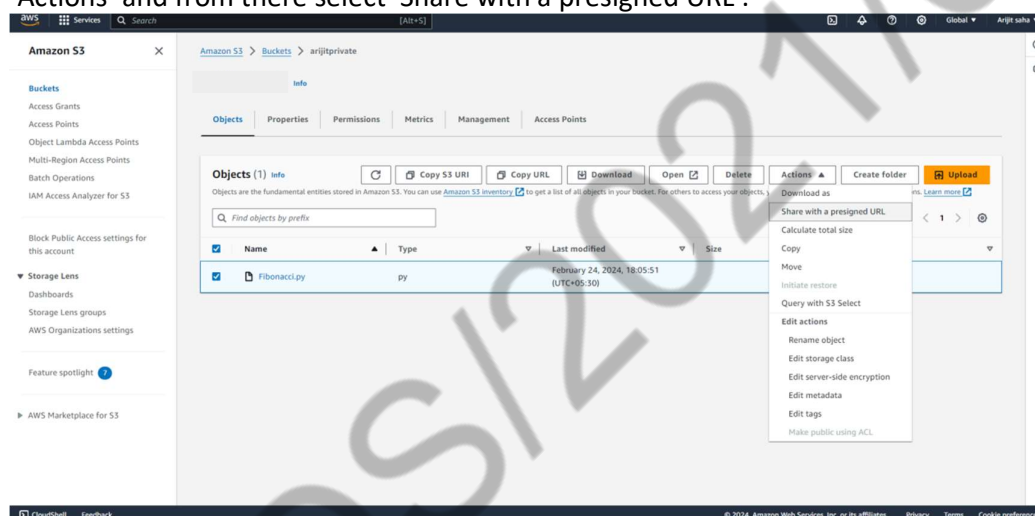 'Actions' and from there select 'Share with a presigned URL'.
aws Services Search [Alt+S] Global Arijit saha
Amazon S3
Amazon S3 > Buckets > arijitprivate
Info
Buckets
Access Grants
Access Points
Object Lambda Access Points
Multi-Region Access Points
Batch Operations
IAM Access Analyzer for S3
Block Public Access settings for
this account
Storage Lens
Dashboards
Storage Lens groups
AWS Organizations settings
Feature spotlight 7
AWS Marketplace for S3
Objects Properties Permissions Metrics Management Access Points
Objects (1) Info
Copy S3 URI Copy URL Download Open Delete Actions Create folder Upload
Objects are the fundamental entities stored in Amazon S3. You can use Amazon S3 inventory to get a list of all objects in your bucket. For others to access your objects, ns. Learn more
Find objects by prefix
< 1 >
Name Type Last modified Size
Fibonacci.py py February 24, 2024, 18:05:51
(UTC+05:30)
Download as
Share with a presigned URL
Calculate total size
Copy
Move
Initiate restore
Query with S3 Select
Edit actions
Rename object
Edit storage class
Edit server-side encryption
Edit metadata
Edit tags
Make public using ACL
CloudShell Feedback © 2024, Amazon Web Services, Inc. or its affiliates. Privacy Terms Cookie preferences
OS/2021/